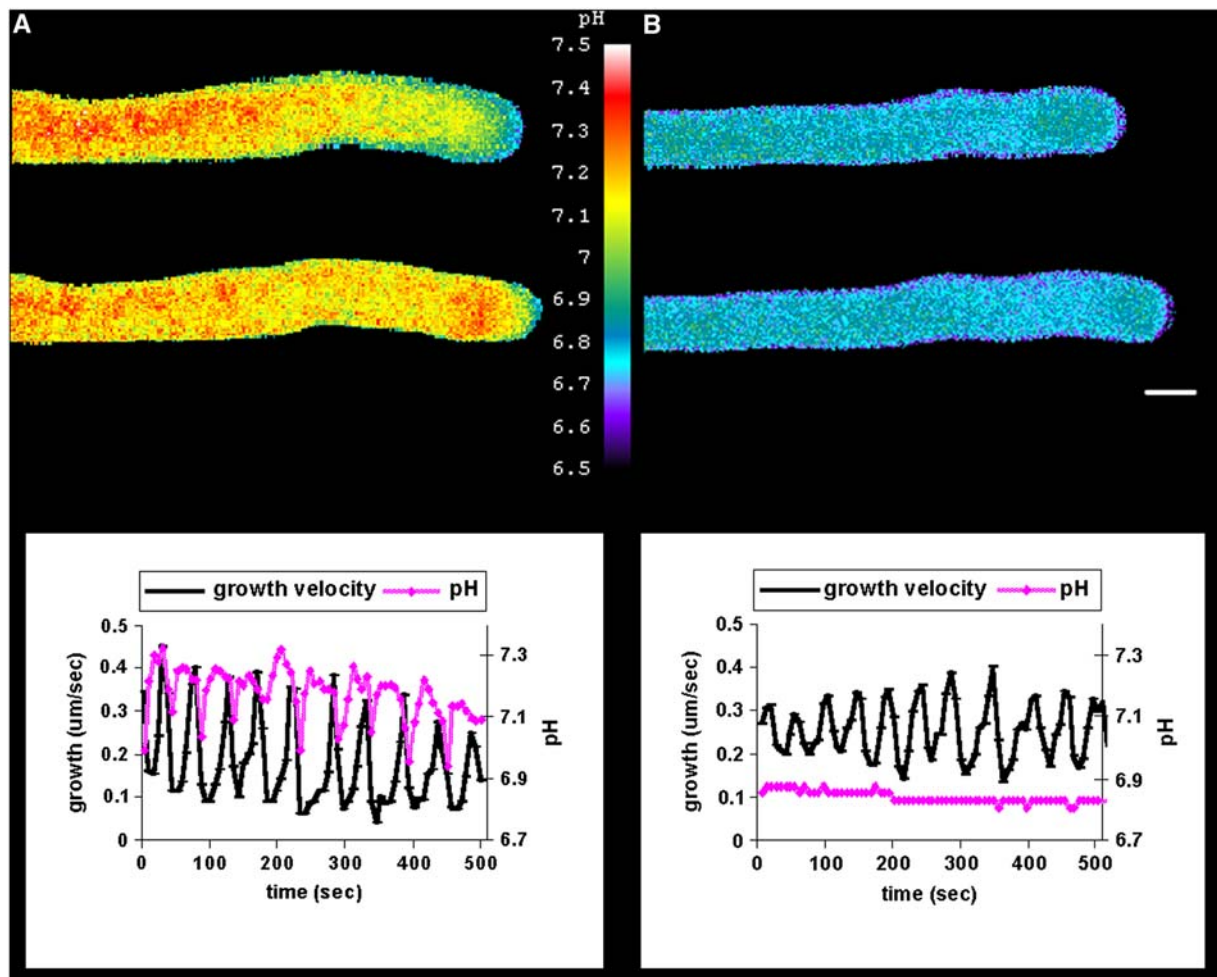 A
pH
B
7.5
7.4
7.3
7.2
7.1
7
6.9
6.8
6.7
6.6
6.5
growth velocity pH
0.5
0.4
0.3
0.2
0.1
0
growth (um/sec)
7.3
7.1
6.9
6.7
pH
0 100 200 300 400 500
time (sec)
growth velocity pH
0.5
0.4
0.3
0.2
0.1
0
growth (um/sec)
7.3
7.1
6.9
6.7
pH
0 100 200 300 400 500
time (sec)